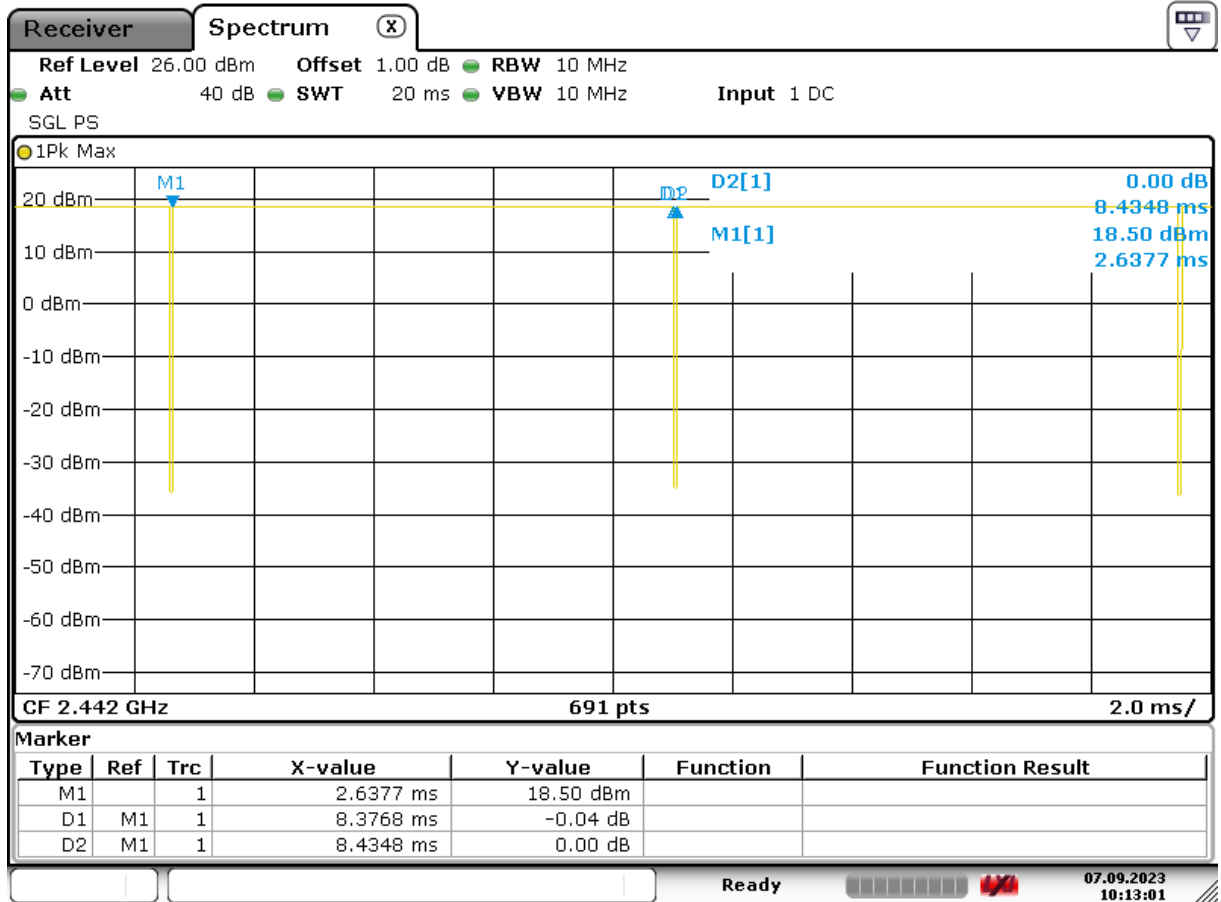 Receiver Spectrum X
Ref Level 26.00 dBm Offset 1.00 dB RBW 10 MHz
Att 40 dB SWT 20 ms VBW 10 MHz Input 1 DC
SGL PS
1Pk Max
M1 D2[1] 0.00 dB
20 dBm 8.4348 ms
M1[1] 18.50 dBm
10 dBm 2.6377 ms
0 dBm
-10 dBm
-20 dBm
-30 dBm
-40 dBm
-50 dBm
-60 dBm
-70 dBm
CF 2.442 GHz 691 pts 2.0 ms/
Marker
Type Ref Trc X-value Y-value Function Function Result
M1 1 2.6377 ms 18.50 dBm
D1 M1 1 8.3768 ms -0.04 dB
D2 M1 1 8.4348 ms 0.00 dB
Ready 07.09.2023
10:13:01